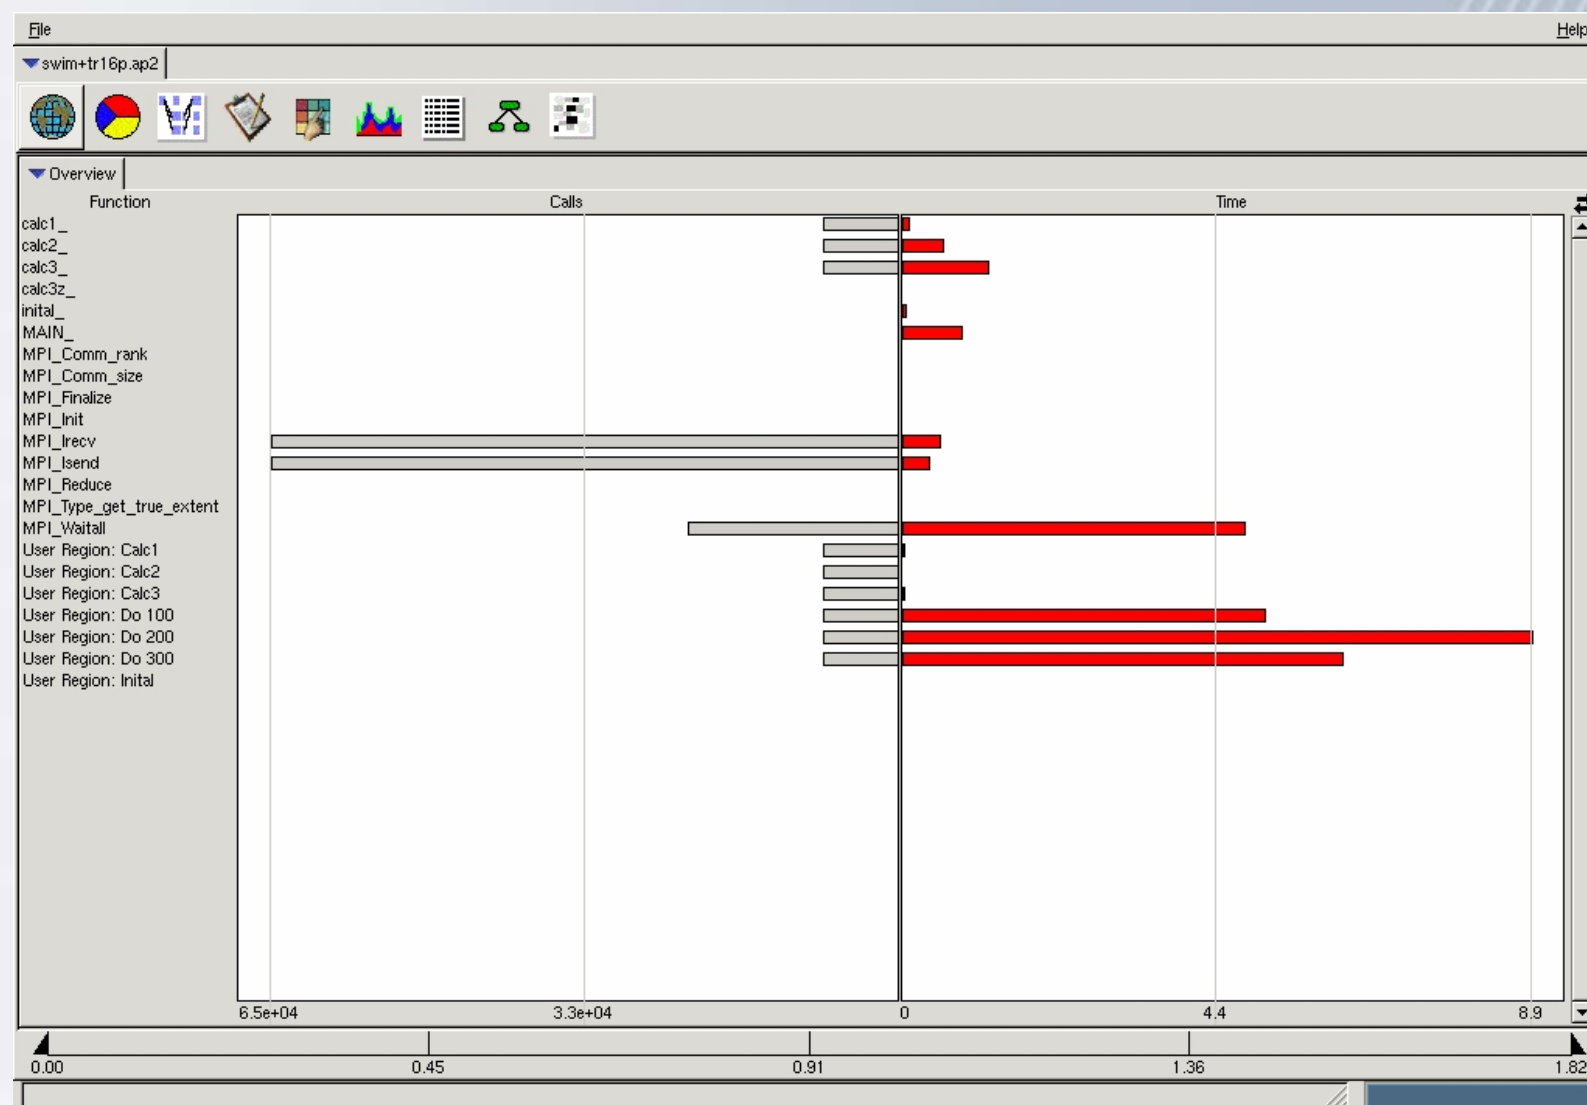 File Help
swim+tr16p.ap2
Overview
Function Calls Time
calc1_
calc2_
calc3_
calc3z_
inital_
MAIN_
MPI_Comm_rank
MPI_Comm_size
MPI_Finalize
MPI_Init
MPI_Irecv
MPI_Isend
MPI_Reduce
MPI_Type_get_true_extent
MPI_Waitall
User Region: Calc1
User Region: Calc2
User Region: Calc3
User Region: Do 100
User Region: Do 200
User Region: Do 300
User Region: Inital
6.5e+04 3.3e+04 0 4.4 8.9
0.00 0.45 0.91 1.36 1.82